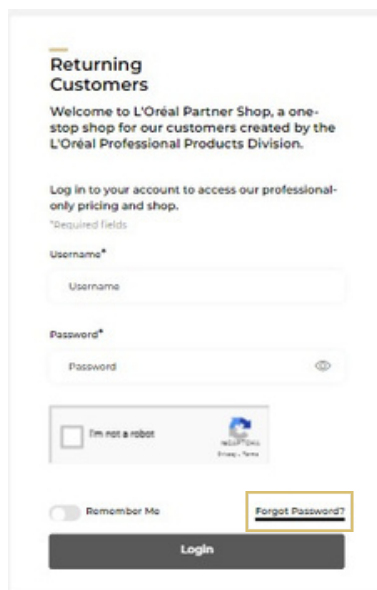 Returning
Customers
Welcome to L'Oréal Partner Shop, a one-
stop shop for our customers created by the
L'Oréal Professional Products Division.
Log in to your account to access our professional-
only pricing and shop.
*Required fields
Username*
Username
Password*
Password
I'm not a robot
reCAPTCHA
Privacy - Terms
Remember Me
Forgot Password?
Login